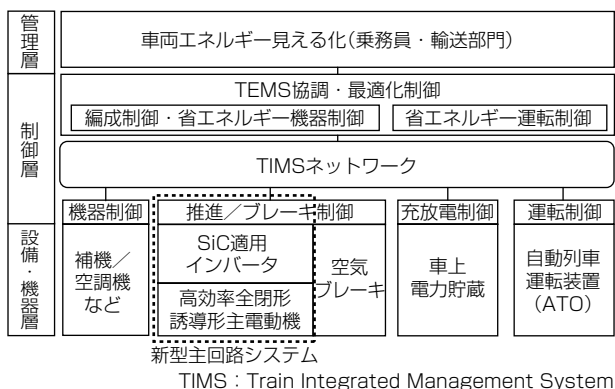 管理層
車両エネルギー見える化(乗務員・輸送部門)
制御層
TEMS協調・最適化制御
編成制御・省エネルギー機器制御
省エネルギー運転制御
TIMSネットワーク
機器制御
推進/ブレーキ制御
充放電制御
運転制御
設備・機器層
補機/
空調機
など
SiC適用
インバータ
高効率全閉形
誘導形主電動機
空気
ブレーキ
車上
電力貯蔵
自動列車
運転装置
(ATO)
新型主回路システム
TIMS:Train Integrated Management System